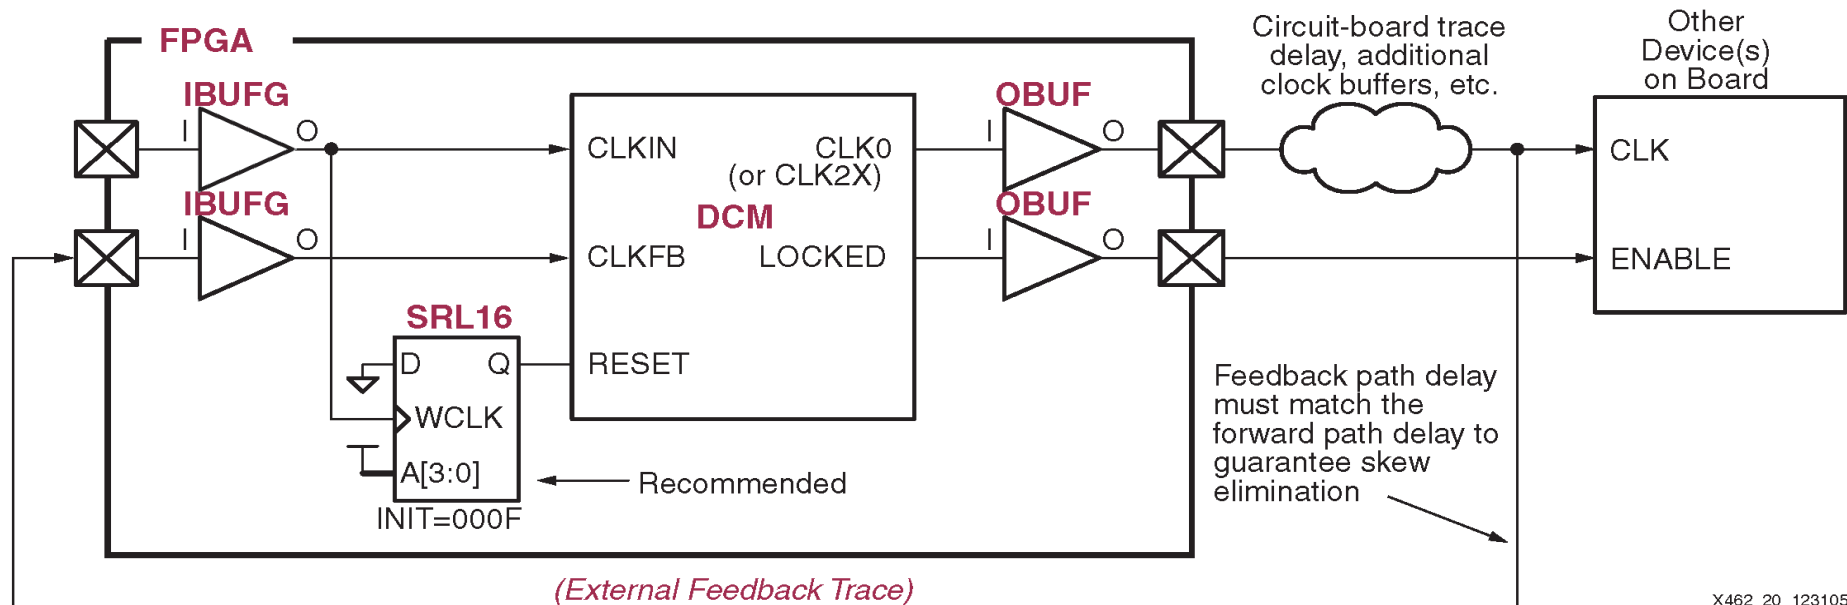 FPGA
Circuit-board trace
delay, additional
clock buffers, etc.
Other
Device(s)
on Board
IBUFG
I
O
CLKIN
CLK0
(or CLK2X)
OBUF
I
O
CLK
IBUFG
I
O
CLKFB
DCM
LOCKED
OBUF
I
O
ENABLE
SRL16
D
Q
RESET
WCLK
A[3:0]
INIT=000F
Recommended
Feedback path delay
must match the
forward path delay to
guarantee skew
elimination
(External Feedback Trace)
X462_20_123105